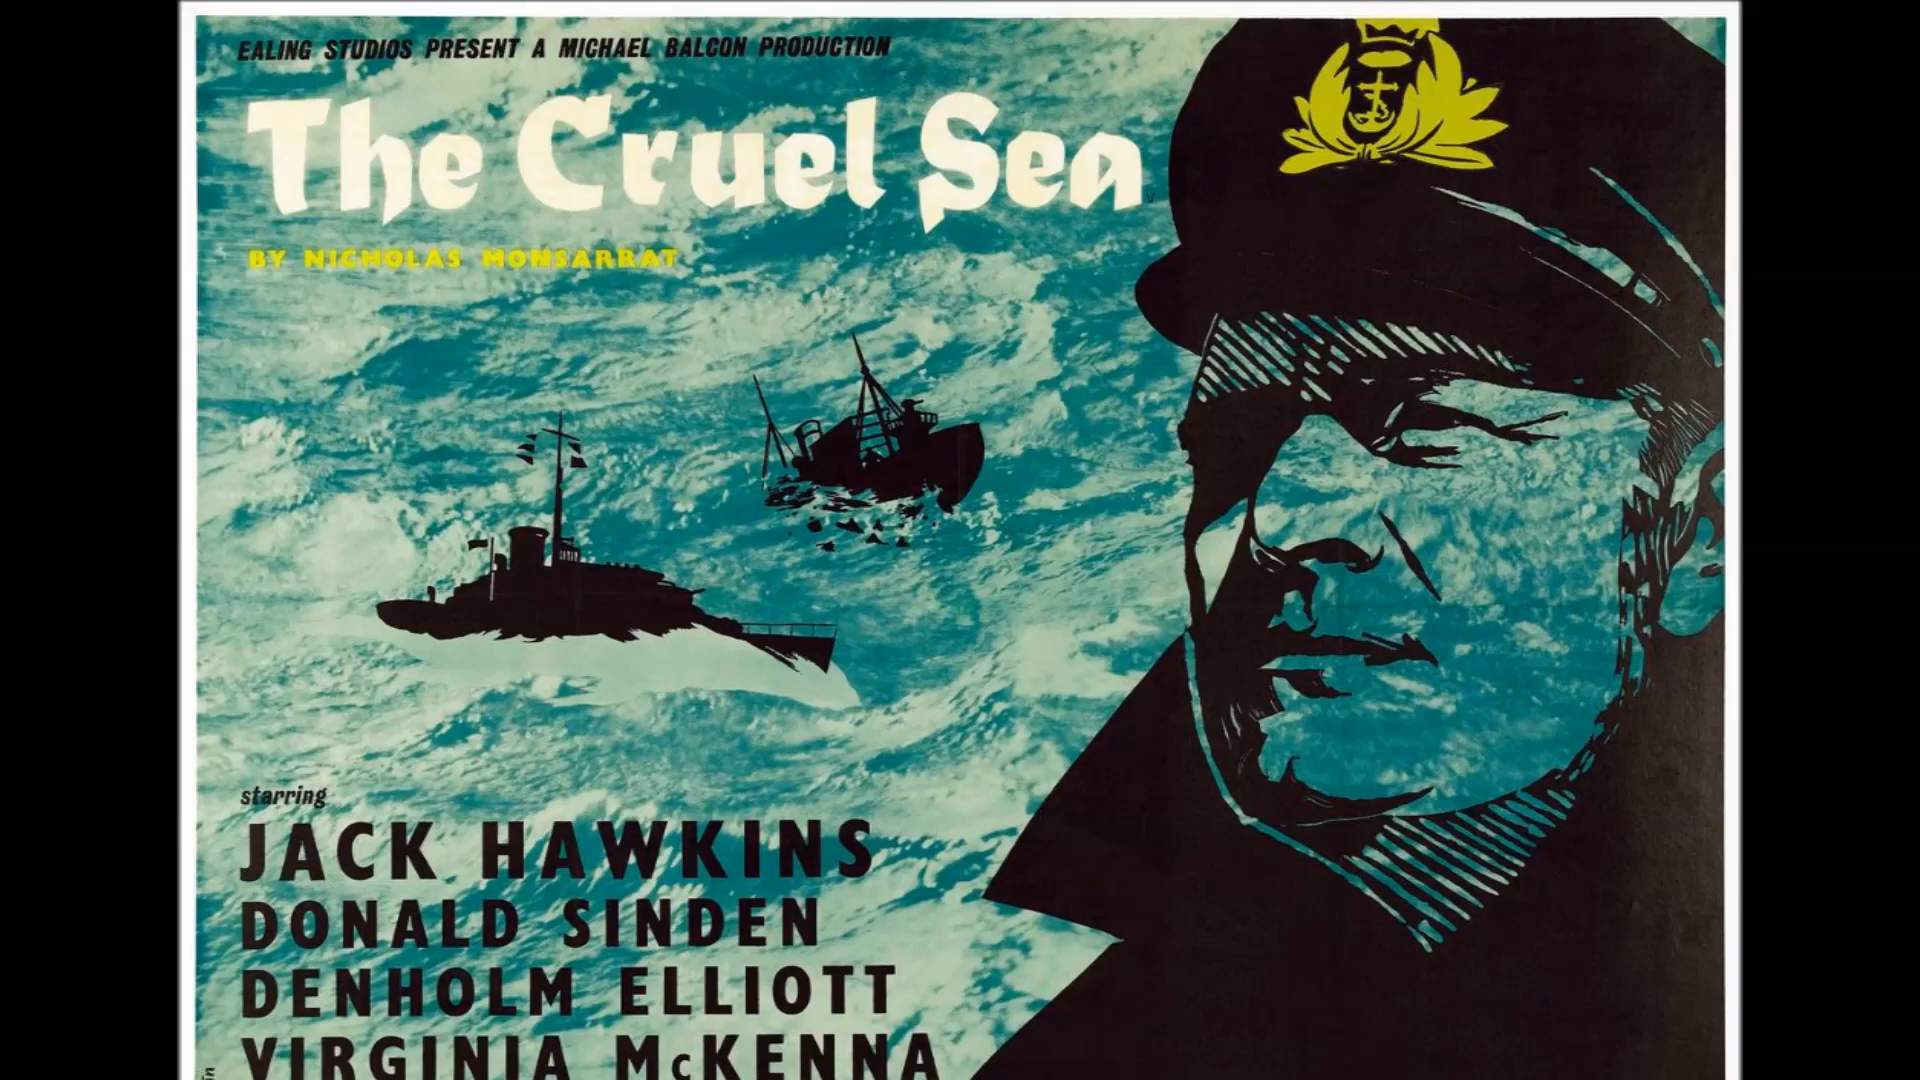 EALING STUDIOS PRESENT A MICHAEL BALCON PRODUCTION
The Cruel Sea
BY NICHOLAS MONSARRAT
starring
JACK HAWKINS
DONALD SINDEN
DENHOLM ELLIOTT
VIRGINIA McKENNA